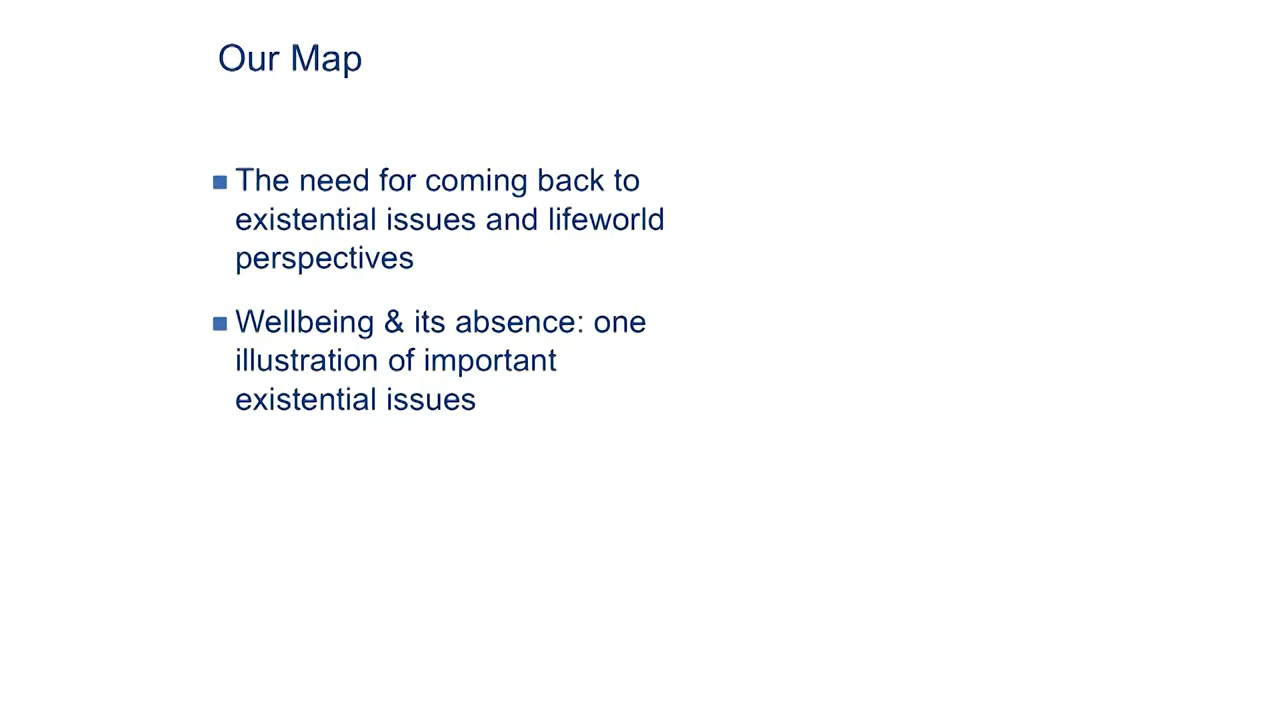 Our Map
The need for coming back to
existential issues and lifeworld
perspectives
Wellbeing & its absence: one
illustration of important
existential issues